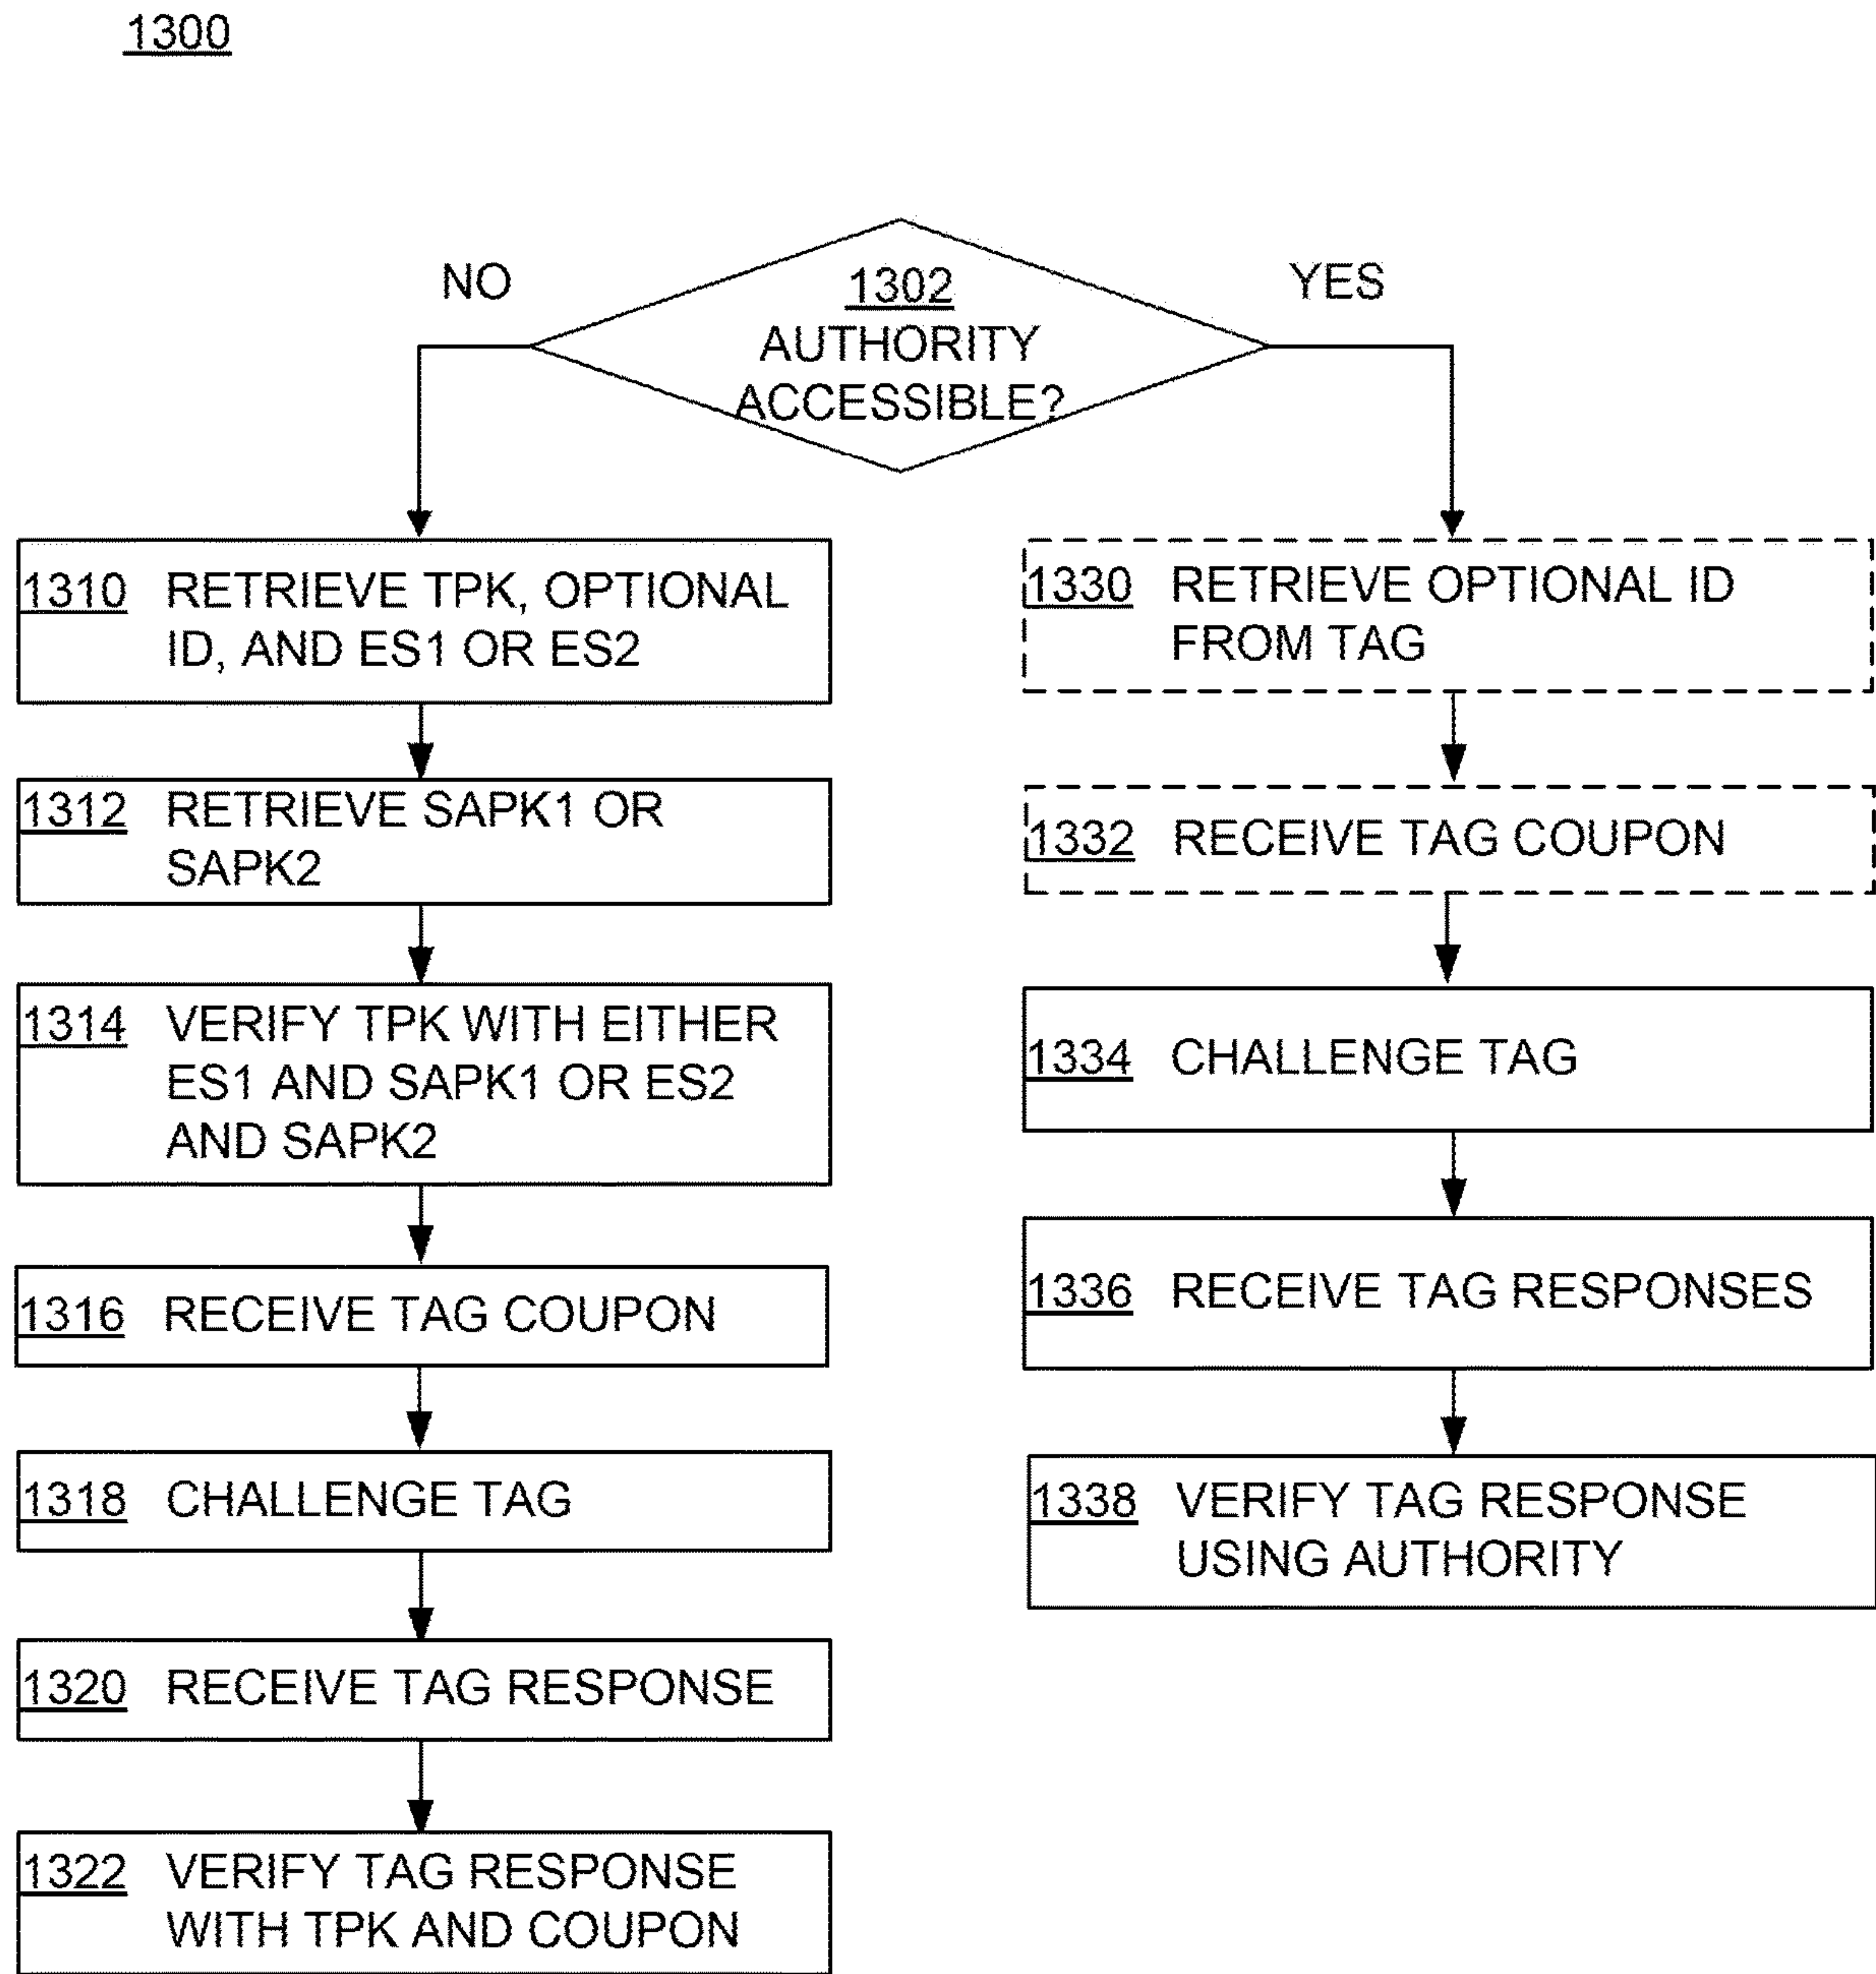 1300
NO
YES
1302
AUTHORITY
ACCESSIBLE?
1310 RETRIEVE TPK, OPTIONAL
ID, AND ES1 OR ES2
1312 RETRIEVE SAPK1 OR
SAPK2
1314 VERIFY TPK WITH EITHER
ES1 AND SAPK1 OR ES2
AND SAPK2
1316 RECEIVE TAG COUPON
1318 CHALLENGE TAG
1320 RECEIVE TAG RESPONSE
1322 VERIFY TAG RESPONSE
WITH TPK AND COUPON
1330 RETRIEVE OPTIONAL ID
FROM TAG
1332 RECEIVE TAG COUPON
1334 CHALLENGE TAG
1336 RECEIVE TAG RESPONSES
1338 VERIFY TAG RESPONSE
USING AUTHORITY